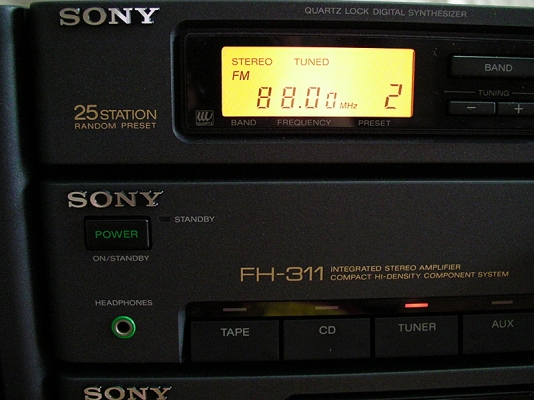 SONY
QUARTZ LOCK DIGITAL SYNTHESIZER
STEREO TUNED
FM
88.00 MHz 2
BAND FREQUENCY PRESET
25 STATION
RANDOM PRESET
BAND
TUNING
− +
SONY
STANDBY
POWER
ON/STANDBY
FH-311 INTEGRATED STEREO AMPLIFIER
COMPACT HI-DENSITY COMPONENT SYSTEM
HEADPHONES
TAPE CD TUNER AUX
SONY